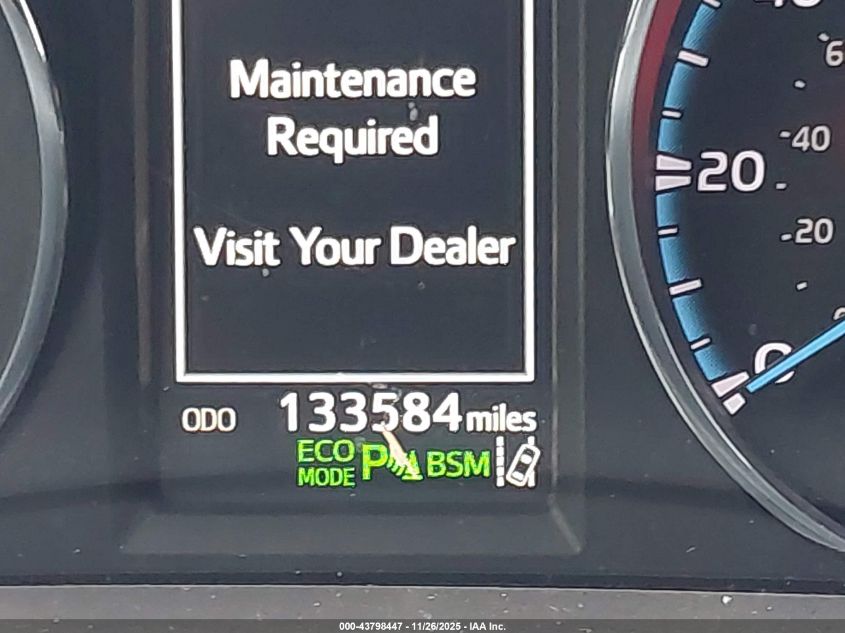 Maintenance
Required
Visit Your Dealer
20
40
20
0
ODO 133584 miles
ECO MODE P BSM
000-43798447 - 11/26/2025 - IAA Inc.